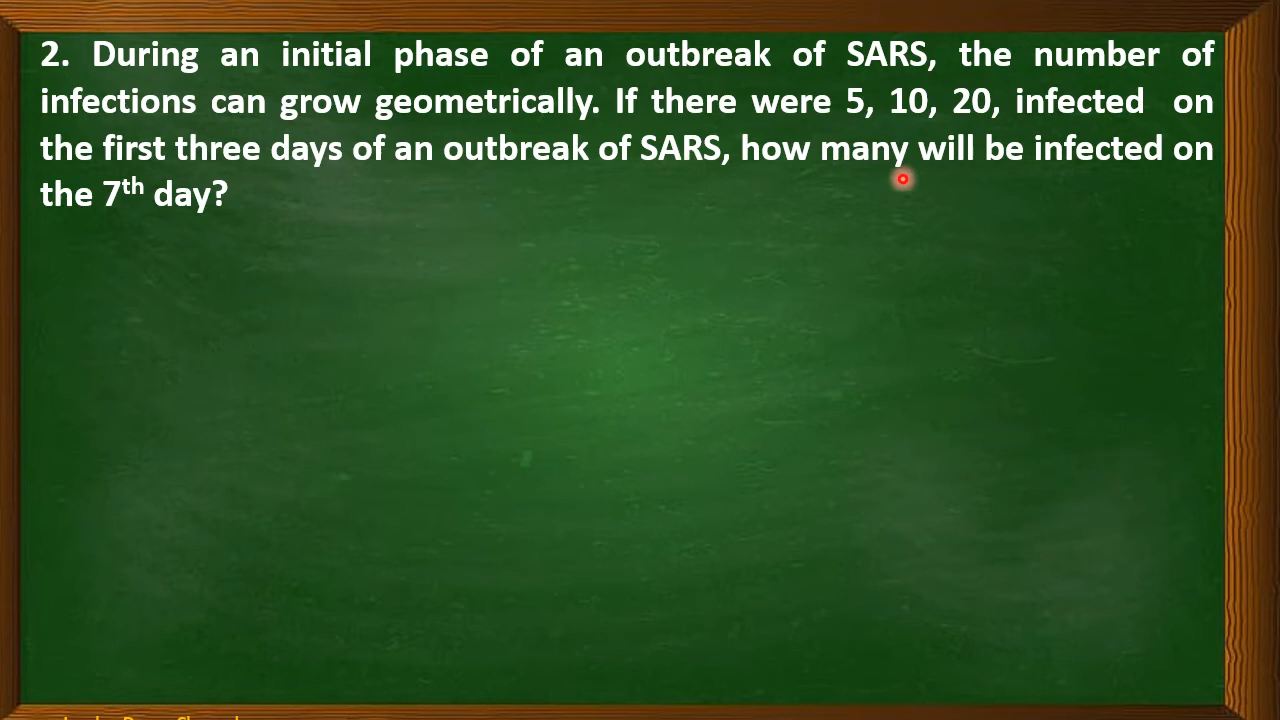 2. During an initial phase of an outbreak of SARS, the number of
infections can grow geometrically. If there were 5, 10, 20, infected on
the first three days of an outbreak of SARS, how many will be infected on
the 7th day?